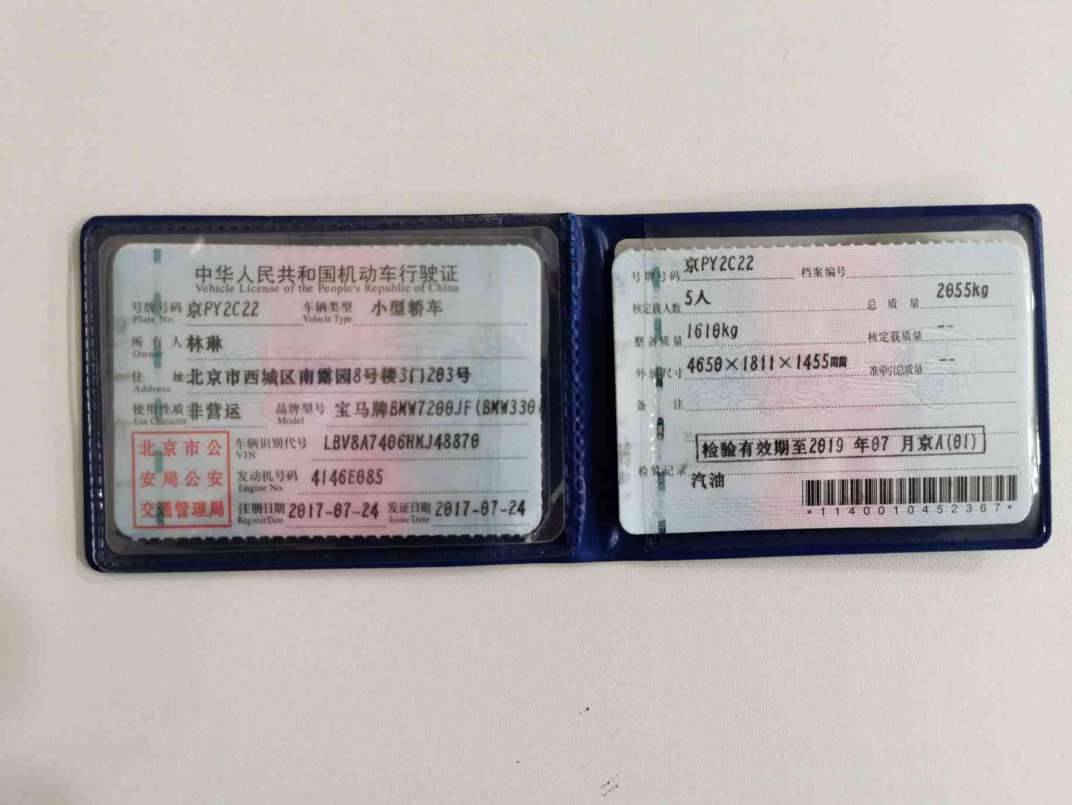 中华人民共和国机动车行驶证
Vehicle License of the People's Republic of China
号牌号码 京PY2C22 车辆类型 小型轿车
Plate No. Vehicle Type
所有人 林琳
Owner
住址 北京市西城区南露园8号楼3门203号
Address
使用性质 非营运 品牌型号 宝马牌BMW7200JF(BMW330
Use Character Model
北京市公
安局公安
交通管理局
车辆识别代号 LBV8A7406HMJ48870
VIN
发动机号码 4146E085
Engine No.
注册日期 2017-07-24 发证日期 2017-07-24
Register Date Issue Date
号牌号码 京PY2C22 档案编号
核定载人数 5人 总质量 2055kg
整备质量 1610kg 核定载质量 --
外廓尺寸 4650×1811×1455mm 准牵引总质量 --
备注
检验有效期至2019 年07 月京A(01)
检验记录
汽油
*1140010452367*